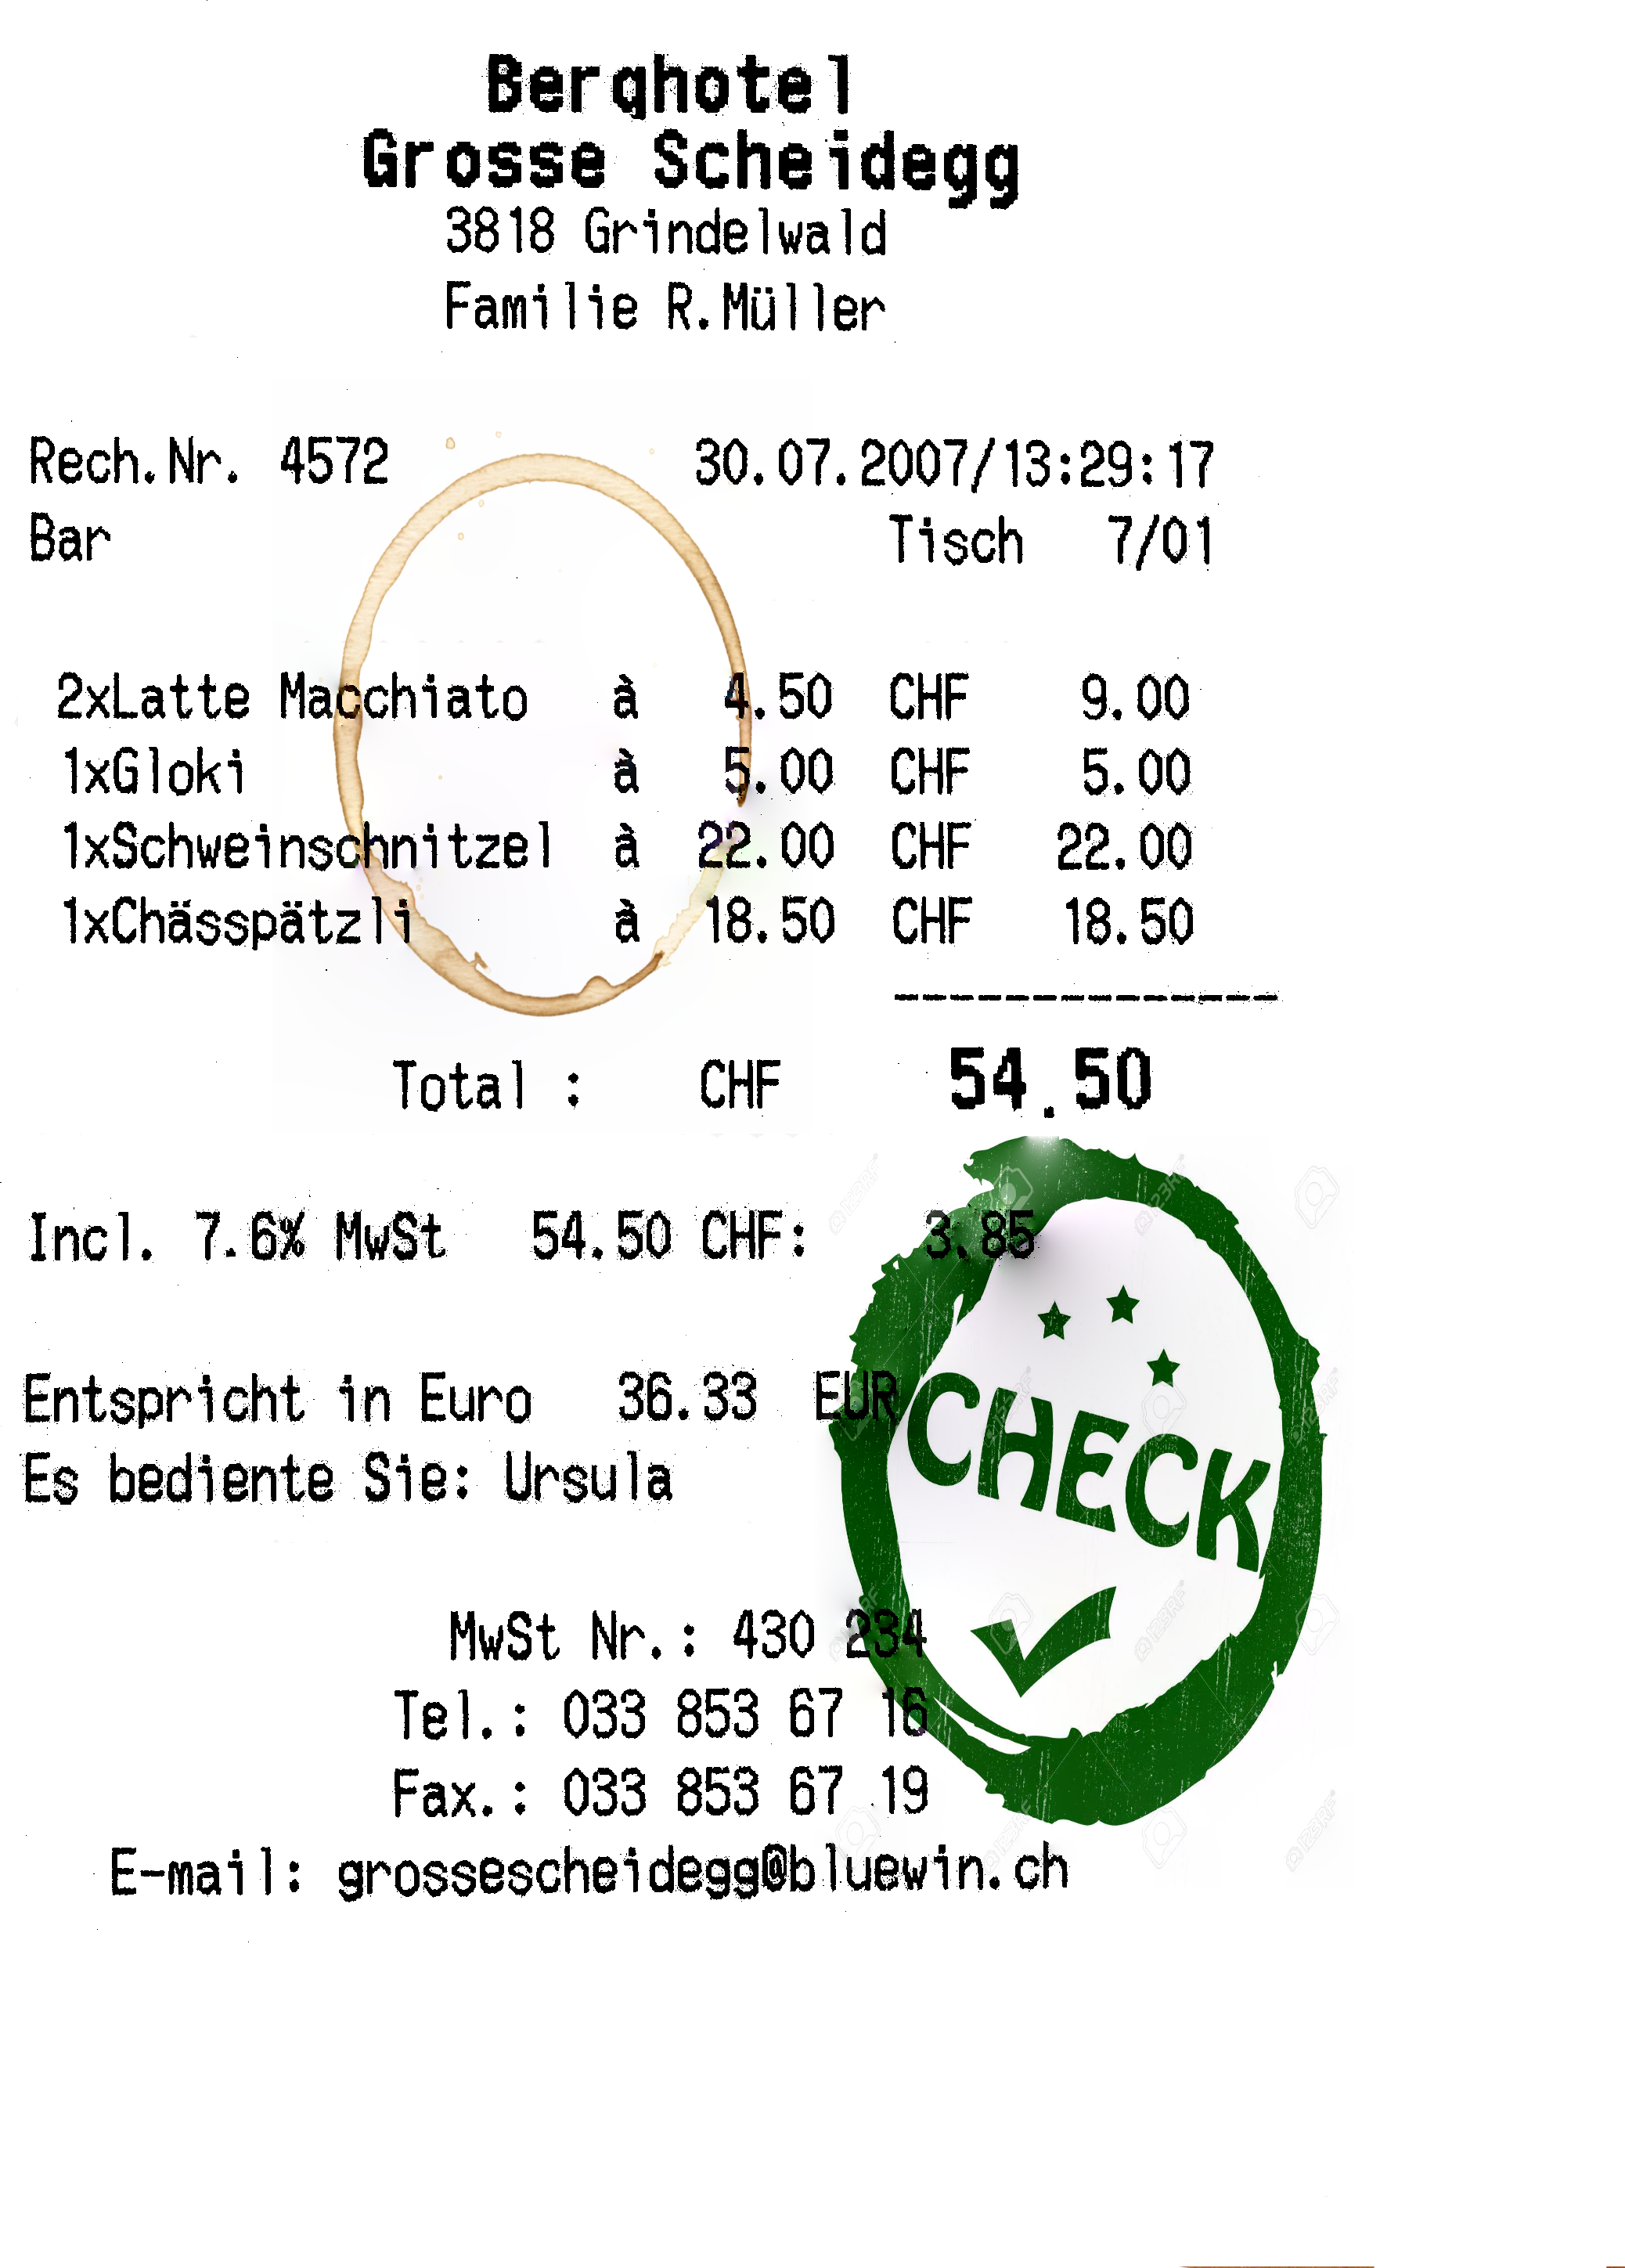 Berghotel
Grosse Scheidegg
3818 Grindelwald
Familie R.Müller
Rech.Nr. 4572 30.07.2007/13:29:17
Bar Tisch 7/01
2xLatte Macchiato à 4.50 CHF 9.00
1xGloki à 5.00 CHF 5.00
1xSchweinschnitzel à 22.00 CHF 22.00
1xChässpätzli à 18.50 CHF 18.50
Total : CHF 54.50
Incl. 7.6% MwSt 54.50 CHF: 3.85
Entspricht in Euro 36.33 EUR
Es bediente Sie: Ursula
CHECK
MwSt Nr.: 430 234
Tel.: 033 853 67 16
Fax.: 033 853 67 19
E-mail: grossescheidegg@bluewin.ch